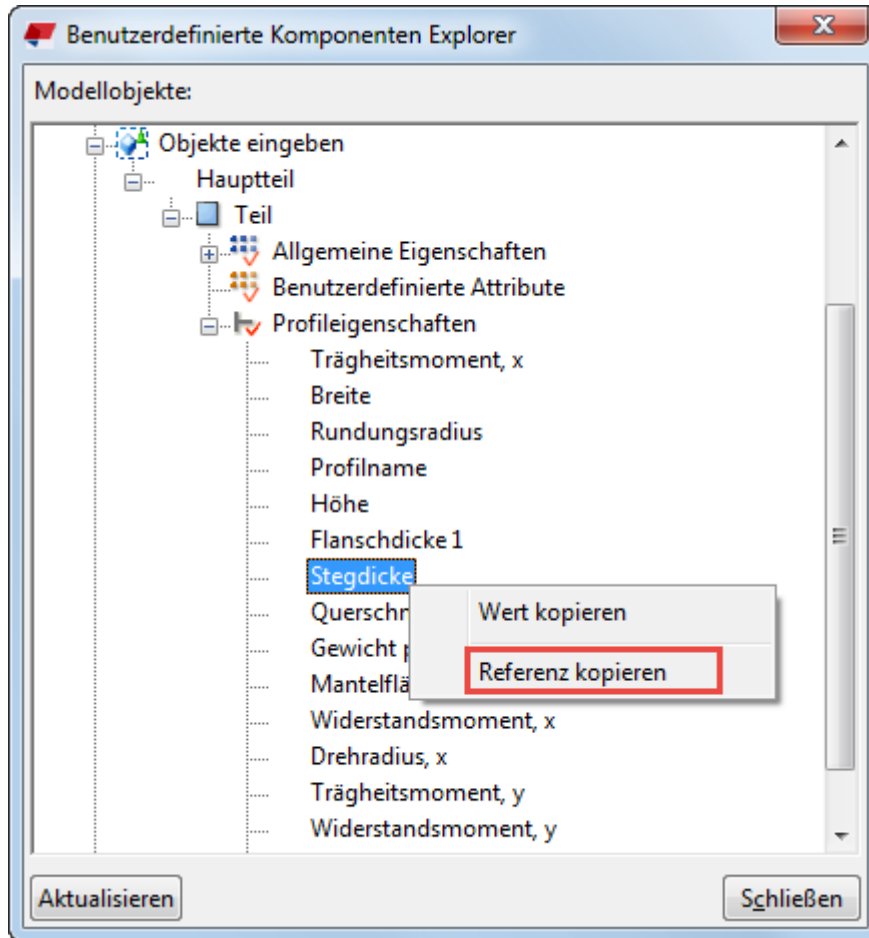 Benutzerdefinierte Komponenten Explorer
Modellobjekte:
Objekte eingeben
Hauptteil
Teil
Allgemeine Eigenschaften
Benutzerdefinierte Attribute
Profileigenschaften
Trägheitsmoment, x
Breite
Rundungsradius
Profilname
Höhe
Flanschdicke 1
Stegdicke
Wert kopieren
Gewicht
Referenz kopieren
Widerstandsmoment, x
Drehradius, x
Trägheitsmoment, y
Widerstandsmoment, y
Aktualisieren
Schließen